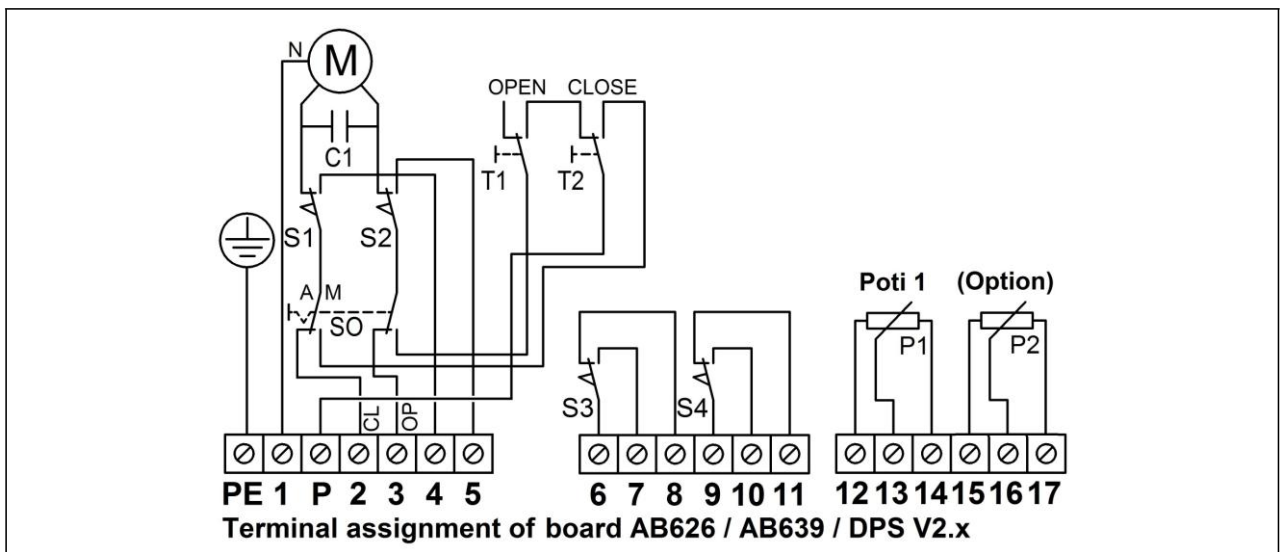 N
M
OPEN CLOSE
C1
T1 T2
S1 S2
A M
SO
Poti 1 (Option)
P1 P2
S3 S4
CL OP
PE 1 P 2 3 4 5 6 7 8 9 10 11 12 13 14 15 16 17
Terminal assignment of board AB626 / AB639 / DPS V2.x